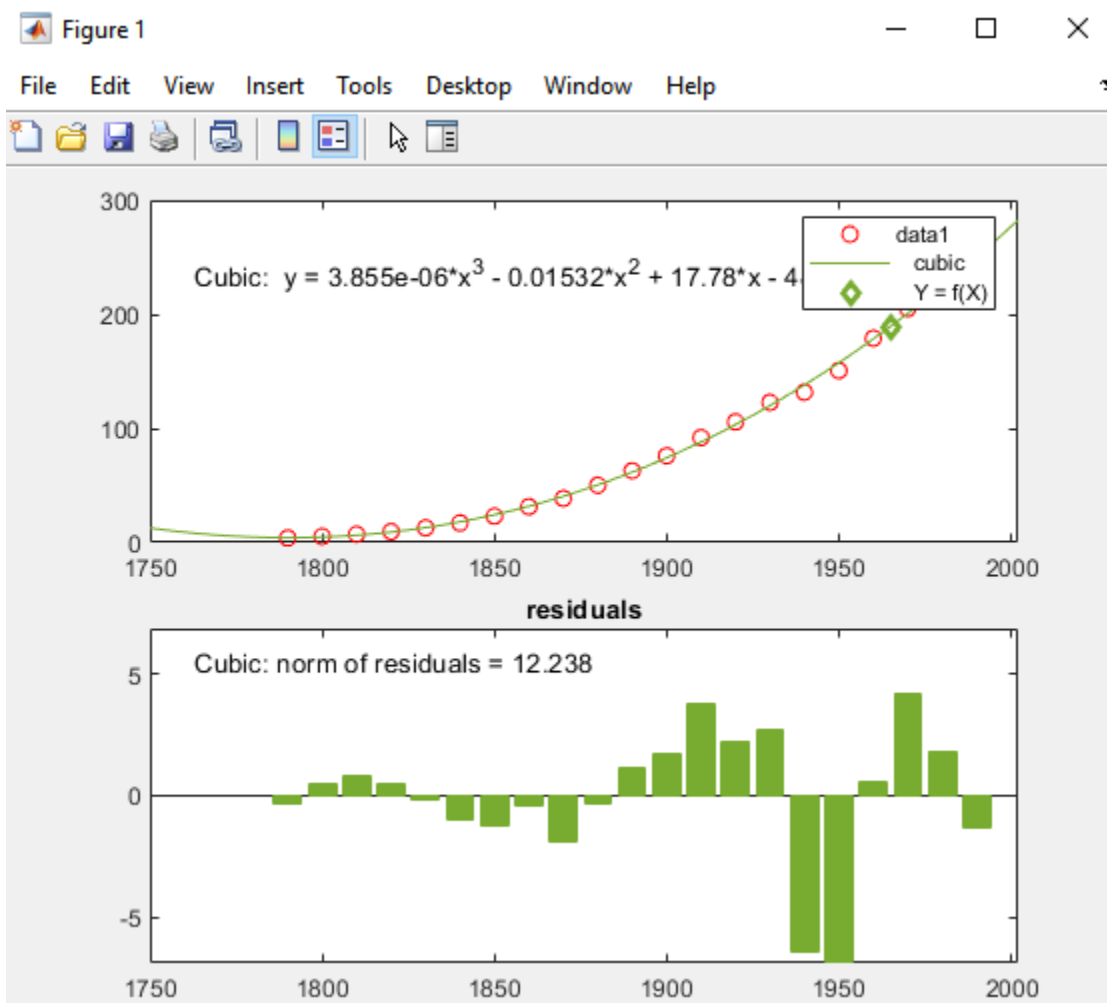 Figure 1
File Edit View Insert Tools Desktop Window Help
300
Cubic: y = 3.855e-06*x^3 - 0.01532*x^2 + 17.78*x - 4
data1
cubic
Y = f(X)
200
100
0
1750 1800 1850 1900 1950 2000
residuals
Cubic: norm of residuals = 12.238
5
0
-5
1750 1800 1850 1900 1950 2000